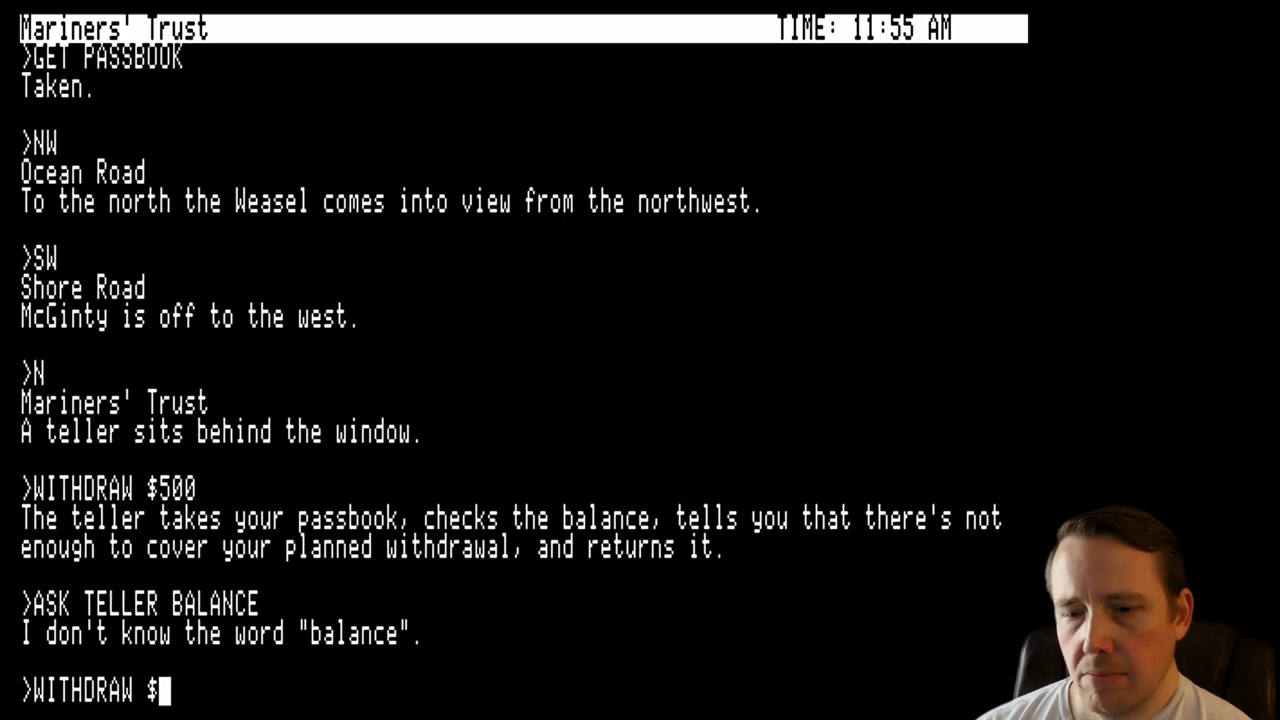 Mariners' Trust TIME: 11:55 AM
>GET PASSBOOK
Taken.
>NW
Ocean Road
To the north the Weasel comes into view from the northwest.
>SW
Shore Road
McGinty is off to the west.
>N
Mariners' Trust
A teller sits behind the window.
>WITHDRAW $500
The teller takes your passbook, checks the balance, tells you that there's not
enough to cover your planned withdrawal, and returns it.
>ASK TELLER BALANCE
I don't know the word "balance".
>WITHDRAW $